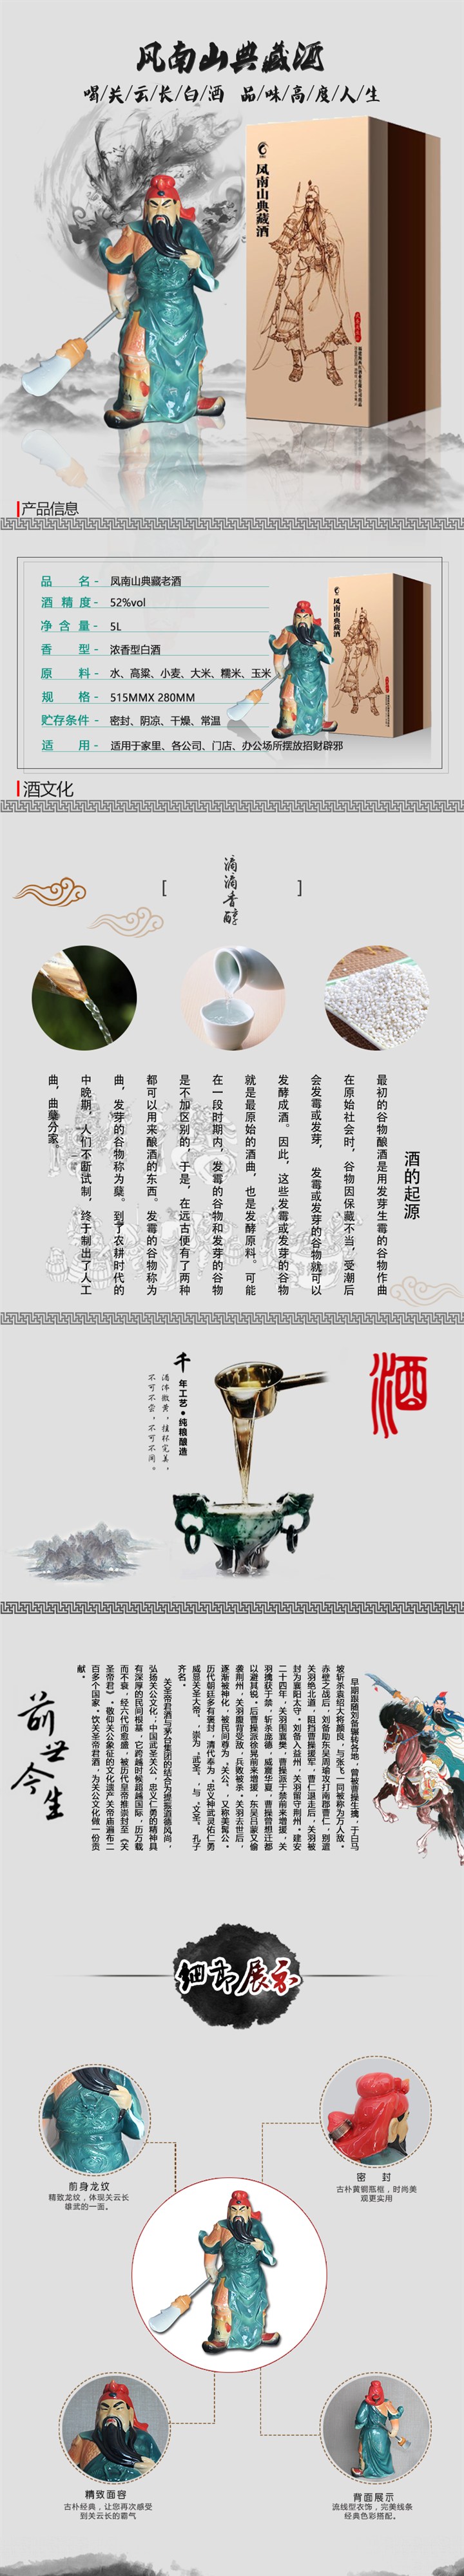 风南山典藏酒
喝/关/云/长/白/酒 品/味/高/度/人/生
凤南山典藏酒
产品信息
品名- 凤南山典藏老酒
酒精度- 52%vol
净含量- 5L
香型- 浓香型白酒
原料- 水、高粱、小麦、大米、糯米、玉米
规格- 515MMX 280MM
贮存条件- 密封、阴凉、干燥、常温
适用- 适用于家里、各公司、门店、办公场所摆放招财辟邪
酒文化
[滴滴香醇]
酒的起源
最初的谷物酿酒是用发芽生霉的谷物作曲
在原始社会时,谷物因保藏不当,受潮后
会发霉或发芽,发霉或发芽的谷物就可以
发酵成酒。因此,这些发霉或发芽的谷物
就是最原始的酒曲,也是发酵原料。可能
在一段时期内,发霉的谷物和发芽的谷物
是不加区别的,于是,在远古便有了两种
都可以用来酿酒的东西。发霉的谷物称为
曲,发芽的谷物称为蘖。到了农耕时代的
中晚期,人们不断试制,终于制出了人工
曲,曲蘖分家。
酒
千年工艺●纯粮酿造
不可不尝,不可不闻。
前世今生
早期跟随刘备辗转各地,曾被曹操生擒,于白马
坡斩杀袁绍大将颜良,与张飞一同被称为万人敌。
赤壁之战后,刘备助东吴周瑜攻打南郡曹仁,别遣
关羽绝北道,阻挡曹操援军,曹仁退走后,关羽被
封为襄阳太守。刘备入益州,关羽留守荆州。建安
二十四年,关羽围襄樊,曹操派于禁前来增援,关
羽擒获于禁,斩杀庞德,威震华夏,曹操曾想迁都
以避其锐。后曹操派徐晃前来增援,东吴吕蒙又偷
袭荆州,关羽腹背受敌,兵败被杀。关羽去世后,
逐渐被神化,被民间尊为“关公”,又称美髯公。
历代朝廷多有褒封,清代奉为“忠义神武灵佑仁勇
威显关圣大帝”,崇为“武圣”,与“文圣”孔子
齐名。
弘扬关公文化;中国武圣关公,忠义仁勇的精神具
有深厚的民间根基,它跨越时候超越国际,历万载
而不衰,经六代而愈盛,被历代皇帝推崇封至《关
圣帝君》。敬仰关公象征的文化遗产关帝庙遍布二
百多个国家,饮关圣帝君酒,为关公文化做一份贡
献。
细节展示
前身龙纹
精致龙纹,体现关云长
雄武的一面。
密封
古朴黄铜瓶框,时尚美
观更实用
精致面容
古朴经典,让您再次感受
到关云长的霸气
背面展示
流线型衣饰,完美线条
经典色彩搭配。